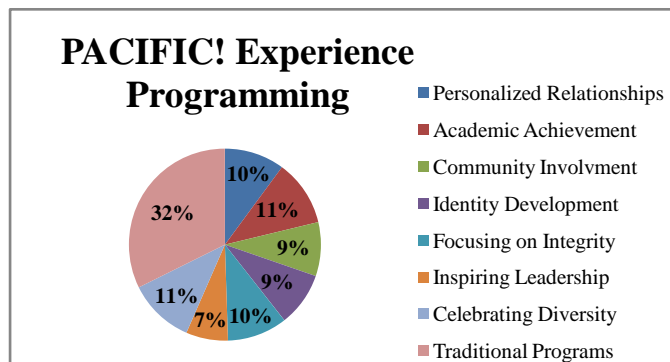 PACIFIC! Experience
Programming
10%
11%
9%
9%
10%
7%
11%
32%
Personalized Relationships
Academic Achievement
Community Involvment
Identity Development
Focusing on Integrity
Inspiring Leadership
Celebrating Diversity
Traditional Programs